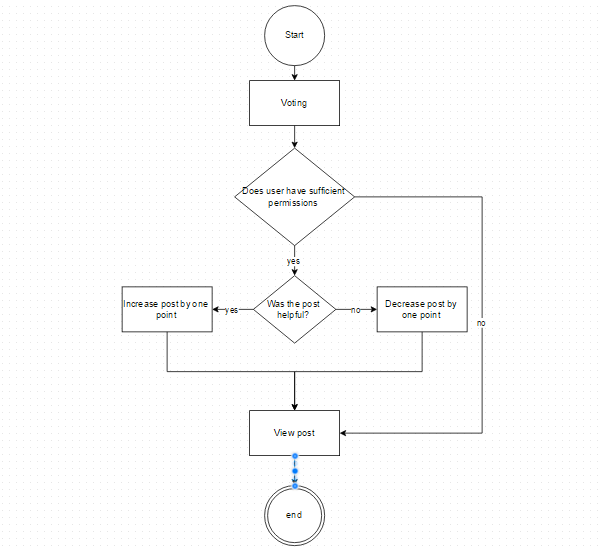 Start
Voting
Does user have sufficient
permissions
yes
Increase post by one
point
yes
Was the post
helpful?
no
Decrease post by
one point
no
View post
end